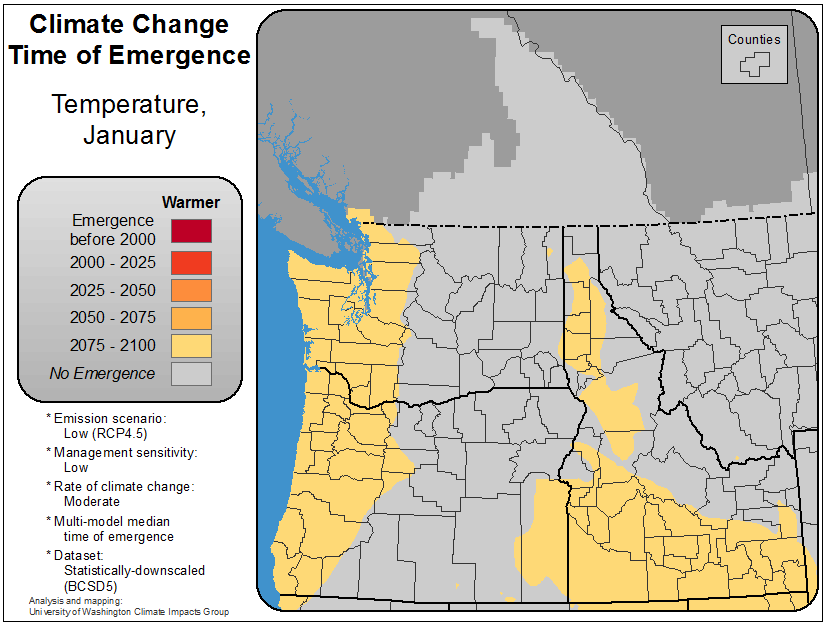 Climate Change
Time of Emergence
Temperature,
January
Counties
Warmer
Emergence
before 2000
2000 - 2025
2025 - 2050
2050 - 2075
2075 - 2100
No Emergence
* Emission scenario:
Low (RCP4.5)
* Management sensitivity:
Low
* Rate of climate change:
Moderate
* Multi-model median
time of emergence
* Dataset:
Statistically-downscaled
(BCSD5)
Analysis and mapping:
University of Washington Climate Impacts Group